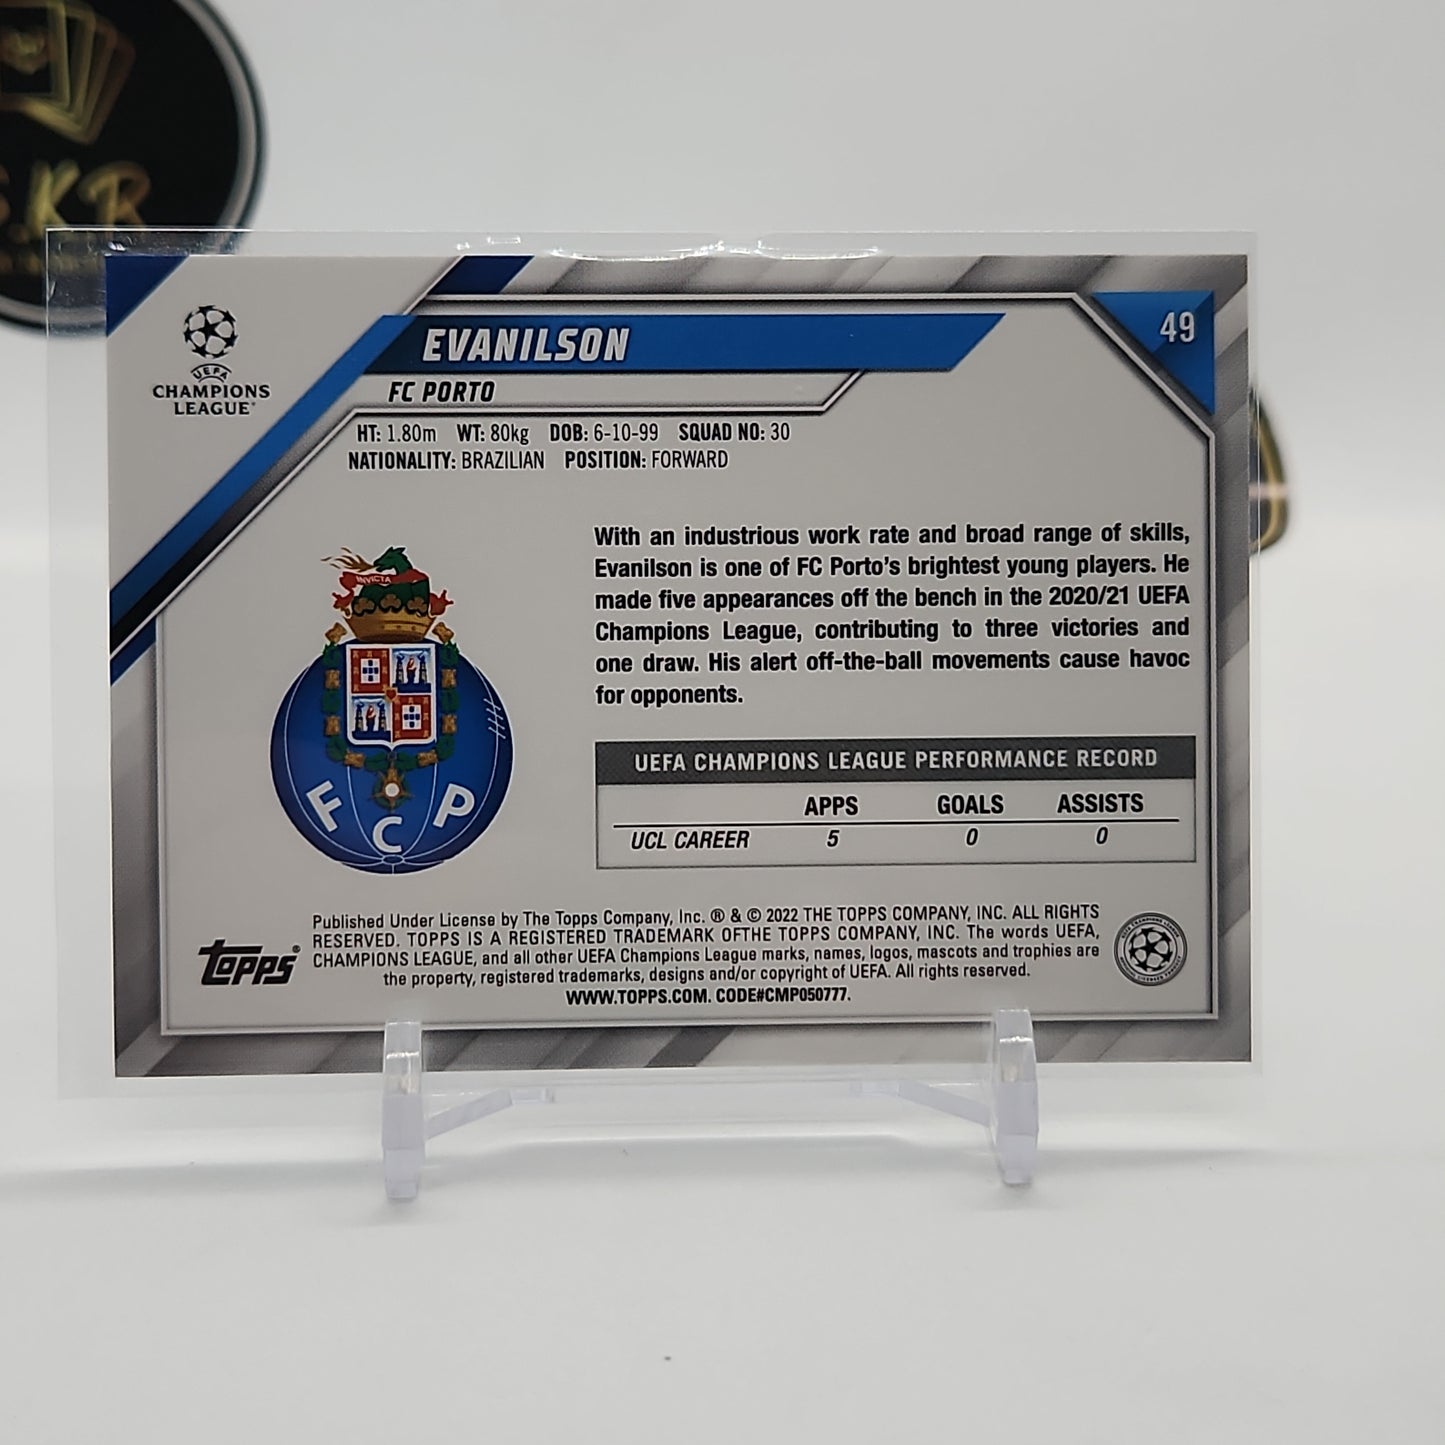 S.KR
49
EVANILSON
FC PORTO
UEFA
CHAMPIONS
LEAGUE
HT: 1.80m WT: 80kg DOB: 6-10-99 SQUAD NO: 30
NATIONALITY: BRAZILIAN POSITION: FORWARD
INVICTA
F C P
With an industrious work rate and broad range of skills,
Evanilson is one of FC Porto's brightest young players. He
made five appearances off the bench in the 2020/21 UEFA
Champions League, contributing to three victories and
one draw. His alert off-the-ball movements cause havoc
for opponents.
UEFA CHAMPIONS LEAGUE PERFORMANCE RECORD
APPS GOALS ASSISTS
UCL CAREER 5 0 0
Published Under License by The Topps Company, Inc. ® & © 2022 THE TOPPS COMPANY, INC. ALL RIGHTS
RESERVED. TOPPS IS A REGISTERED TRADEMARK OFTHE TOPPS COMPANY, INC. The words UEFA,
CHAMPIONS LEAGUE, and all other UEFA Champions League marks, names, logos, mascots and trophies are
the property, registered trademarks, designs and/or copyright of UEFA. All rights reserved.
WWW.TOPPS.COM. CODE#CMP050777.
topps®